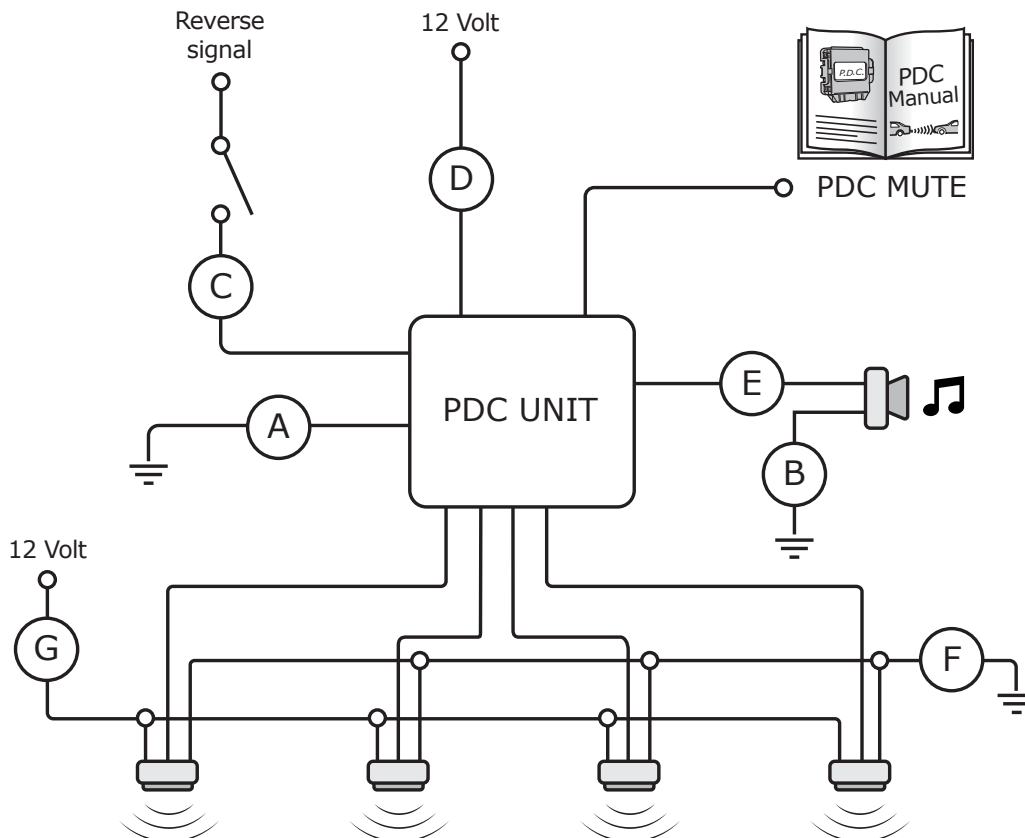 Reverse
signal
12 Volt
P.D.C.
PDC
Manual
D
PDC MUTE
C
E
PDC UNIT
A
B
12 Volt
G
F